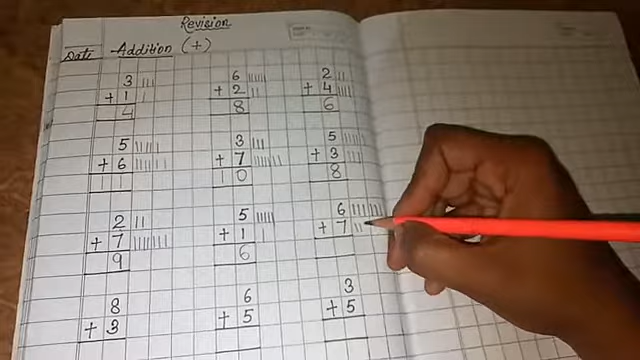 Revision
Date Addition (+)
3 6 2
+ 1 + 2 + 4
4 8 6
5 3 5
+ 6 + 7 + 3
11 10 8
2 5 6
+ 7 + 1 + 7
9 6
8 6 3
+ 3 + 5 + 5